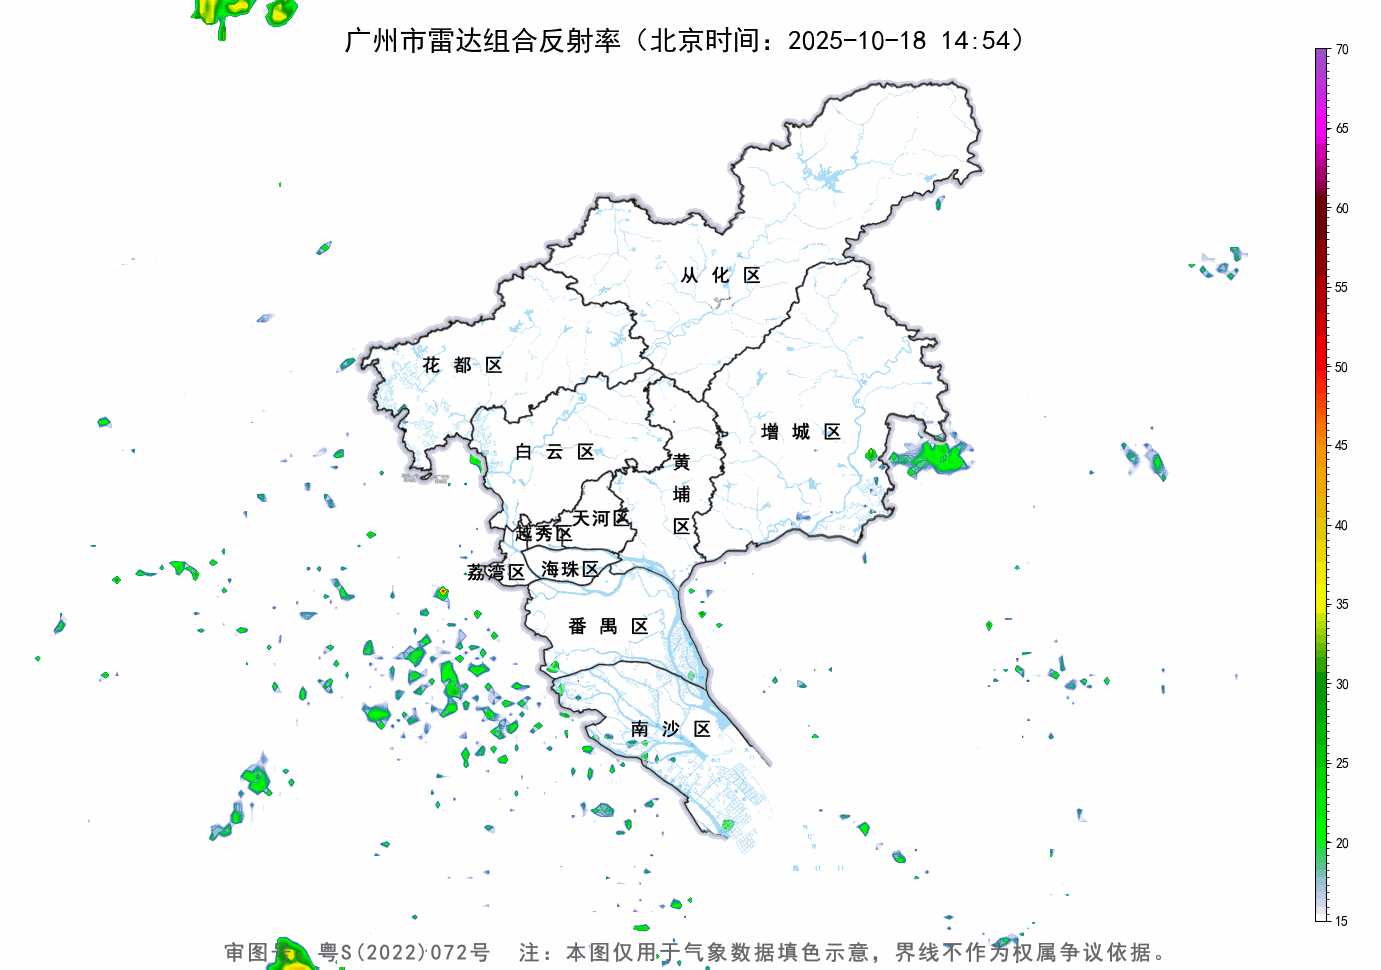 广州市雷达组合反射率（北京时间：2025-10-18 14:54）
70
65
60
55
50
45
40
35
30
25
20
15
从化区
花都区
增城区
白云区
黄埔区
天河区
越秀区
荔湾区
海珠区
番禺区
南沙区
审图号：粤S(2022)072号 注：本图仅用于气象数据填色示意，界线不作为权属争议依据。